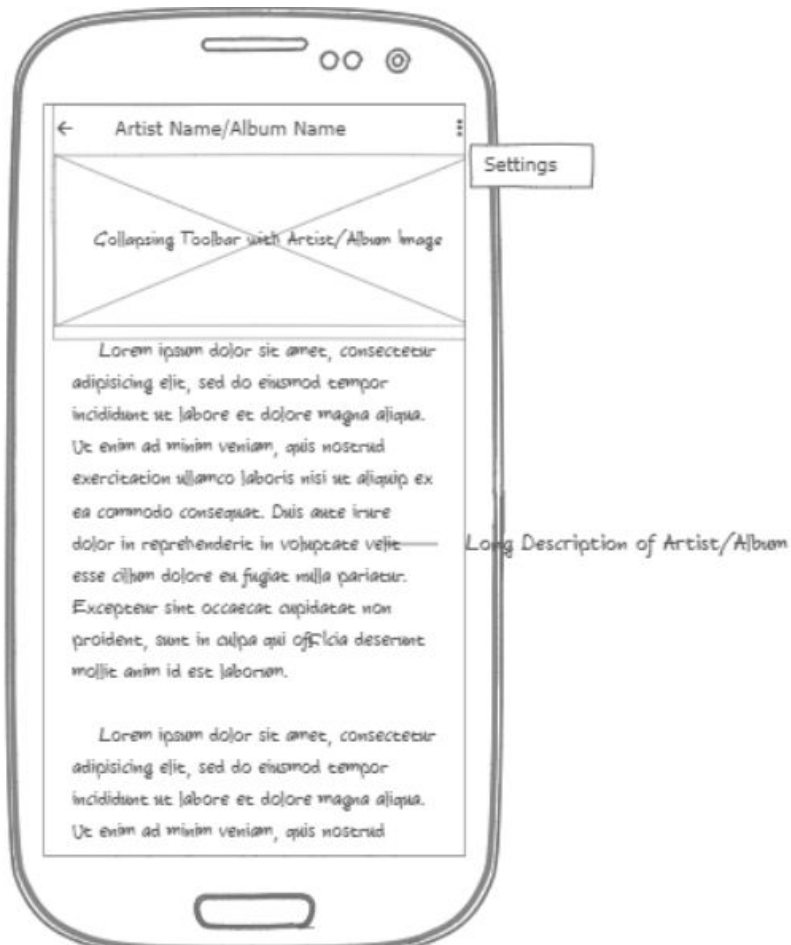 Artist Name/Album Name
Settings
Collapsing Toolbar with Artist/Album Image
Lorem ipsum dolor sit amet, consectetur
adipisicing elit, sed do eiusmod tempor
incididunt ut labore et dolore magna aliqua.
Ut enim ad minim veniam, quis nostrud
exercitation ullamco laboris nisi ut aliquip ex
ea commodo consequat. Duis aute irure
dolor in reprehenderit in voluptate velit
Long Description of Artist/Album
esse cillum dolore eu fugiat nulla pariatur.
Excepteur sint occaecat cupidatat non
proident, sunt in culpa qui officia deserunt
mollit anim id est laborum.
Lorem ipsum dolor sit amet, consectetur
adipisicing elit, sed do eiusmod tempor
incididunt ut labore et dolore magna aliqua.
Ut enim ad minim veniam, quis nostrud